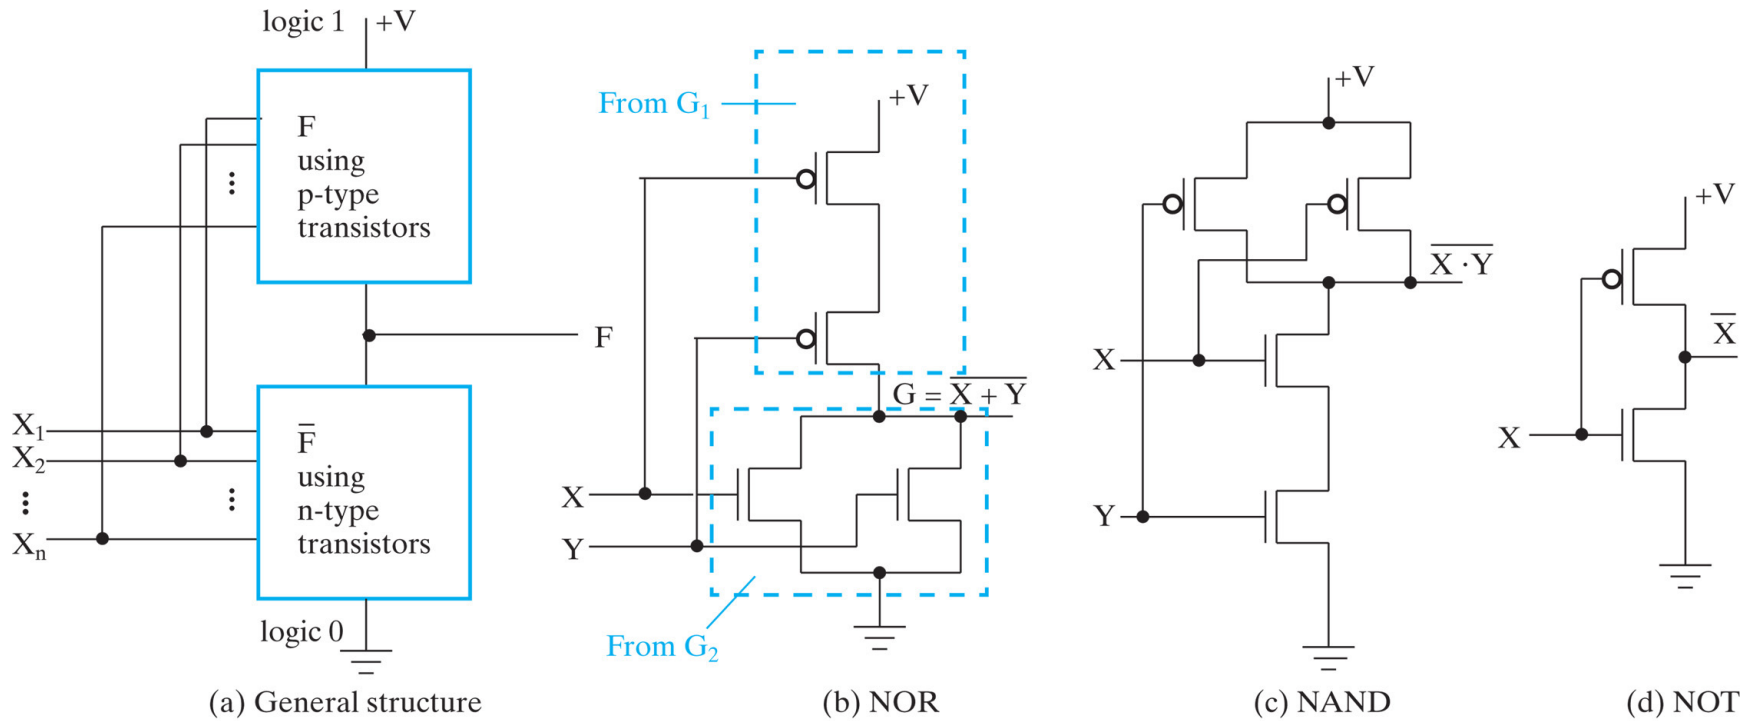 logic 1
+V
F
using
p-type
transistors
⋮
F
X₁
X₂
⋮
Xₙ
F̅
using
n-type
transistors
⋮
logic 0
(a) General structure
From G₁
+V
G = X̅ ̅+̅ ̅Y̅
X
Y
From G₂
(b) NOR
+V
X̅ ̅·̅Y̅
X
Y
(c) NAND
+V
X̅
X
(d) NOT